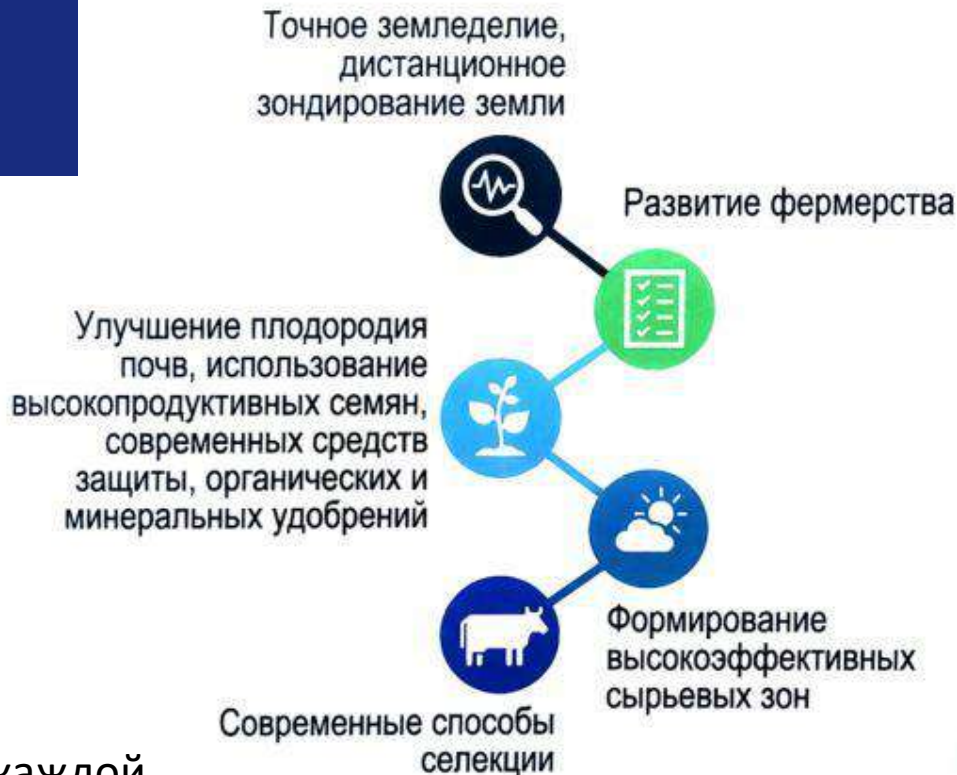 Точное земледелие,
дистанционное
зондирование земли
Развитие фермерства
Улучшение плодородия
почв, использование
высокопродуктивных семян,
современных средств
защиты, органических и
минеральных удобрений
Формирование
высокоэффективных
сырьевых зон
Современные способы
селекции
каждой